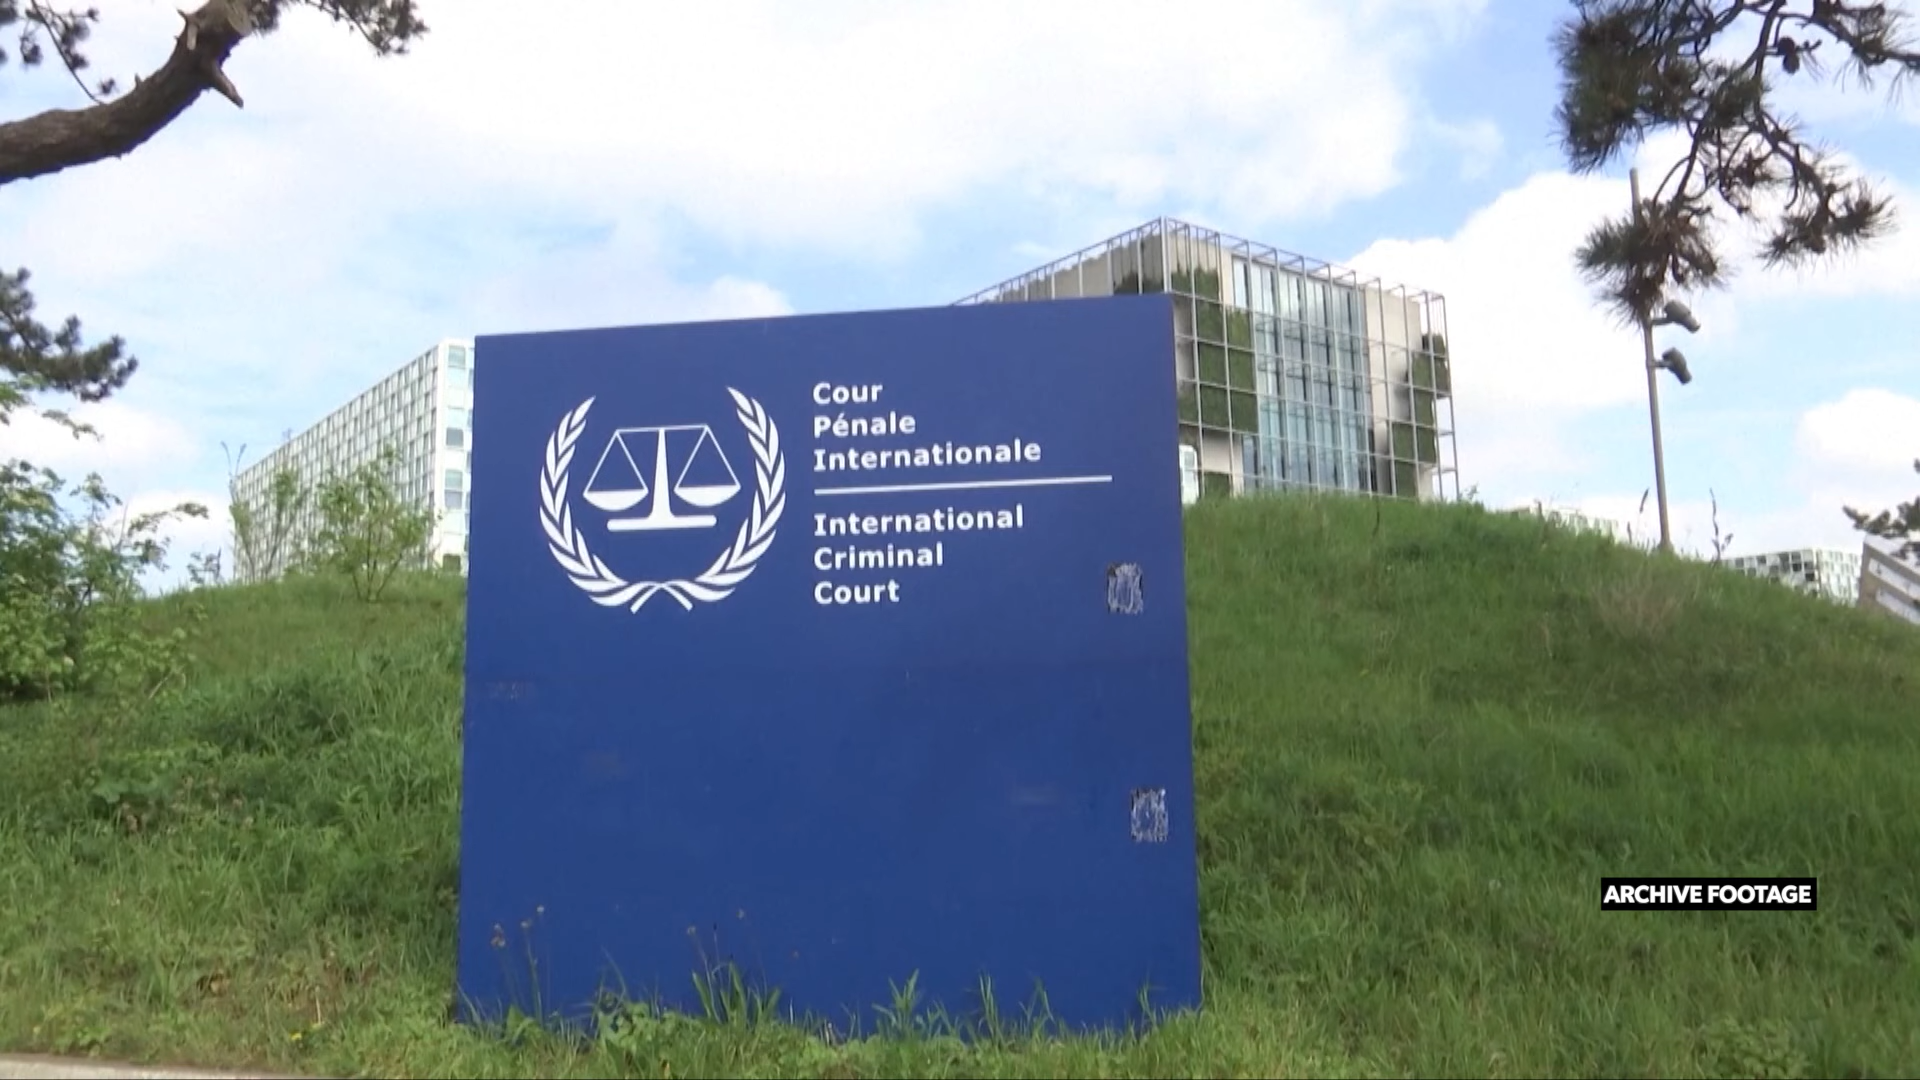 Cour
Pénale
Internationale
International
Criminal
Court
ARCHIVE FOOTAGE